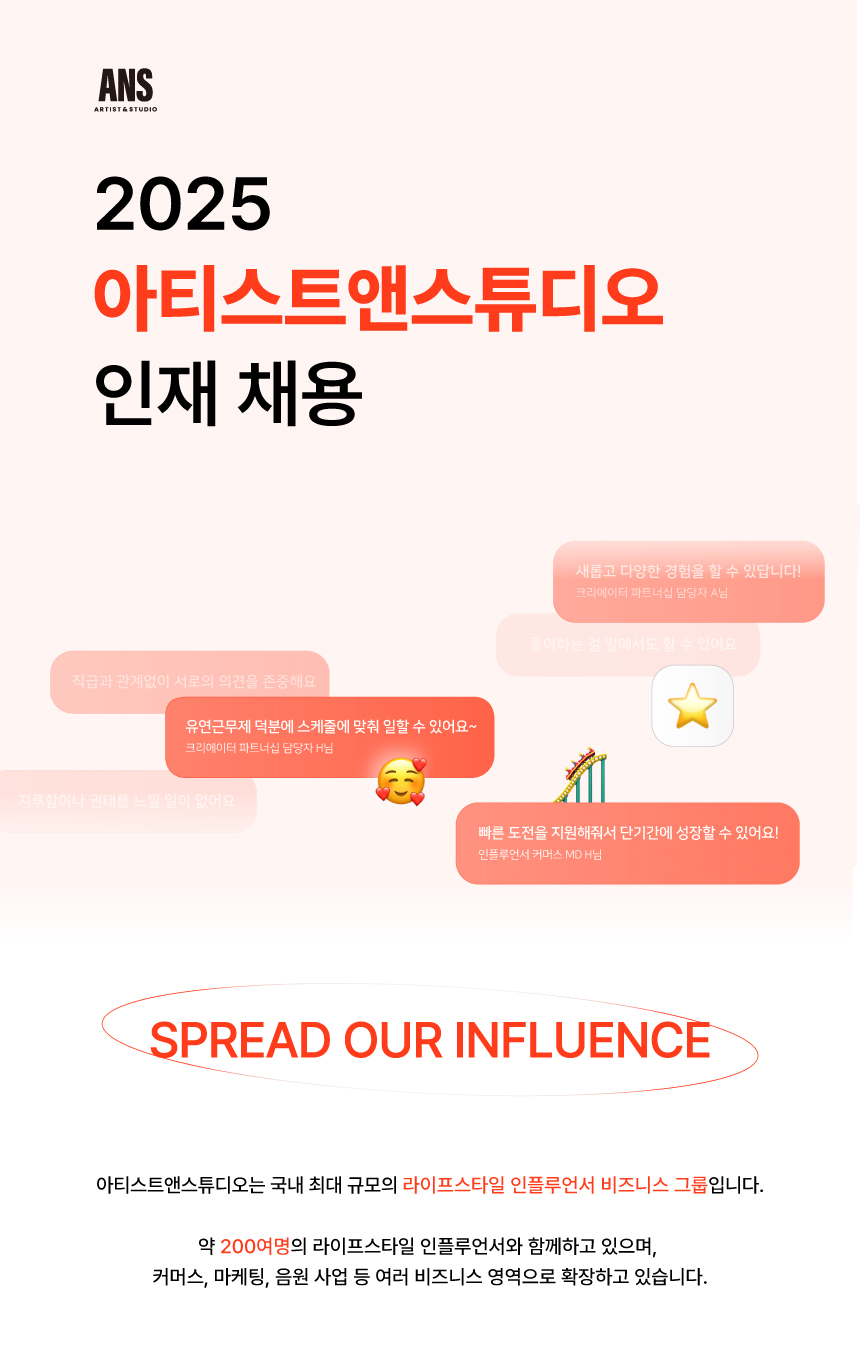 ANS
ARTIST & STUDIO
2025
아티스트앤스튜디오
인재 채용
새롭고 다양한 경험을 할 수 있답니다!
크리에이터 파트너십 담당자 A님
좋아하는 걸 일에서도 할 수 있어요
직급과 관계없이 서로의 의견을 존중해요
유연근무제 덕분에 스케줄에 맞춰 일할 수 있어요~
크리에이터 파트너십 담당자 H님
지루함이나 권태를 느낄 일이 없어요
빠른 도전을 지원해줘서 단기간에 성장할 수 있어요!
인플루언서 커머스 MD H님
SPREAD OUR INFLUENCE
아티스트앤스튜디오는 국내 최대 규모의 라이프스타일 인플루언서 비즈니스 그룹입니다.
약 200여명의 라이프스타일 인플루언서와 함께하고 있으며,
커머스, 마케팅, 음원 사업 등 여러 비즈니스 영역으로 확장하고 있습니다.